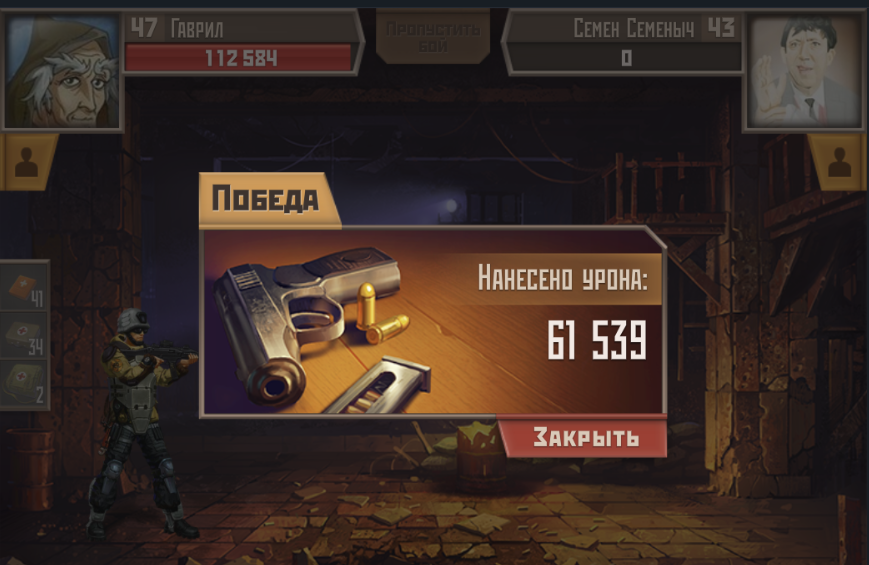 47 Гаврил
112 584
Пропустить
бой
Семен Семеныч 43
0
Победа
Нанесено урона:
61 539
41
34
2
Закрыть